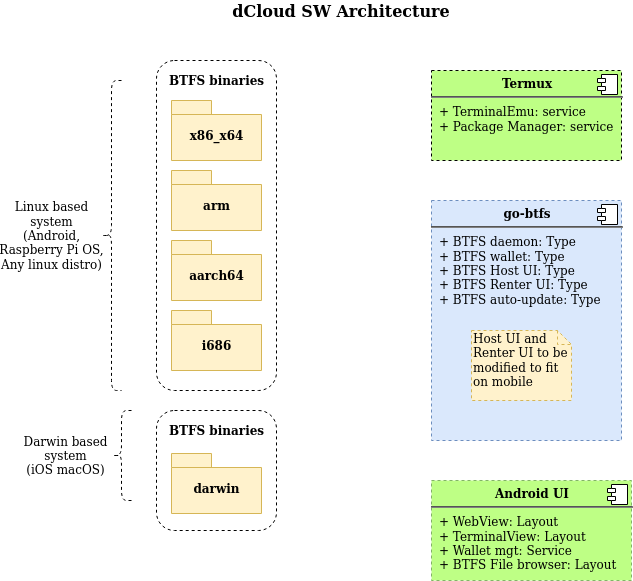 dCloud SW Architecture
BTFS binaries
x86_x64
arm
aarch64
i686
Linux based
system
(Android,
Raspberry Pi OS,
Any linux distro)
BTFS binaries
darwin
Darwin based
system
(iOS macOS)
Termux
+ TerminalEmu: service
+ Package Manager: service
go-btfs
+ BTFS daemon: Type
+ BTFS wallet: Type
+ BTFS Host UI: Type
+ BTFS Renter UI: Type
+ BTFS auto-update: Type
Host UI and
Renter UI to be
modified to fit
on mobile
Android UI
+ WebView: Layout
+ TerminalView: Layout
+ Wallet mgt: Service
+ BTFS File browser: Layout